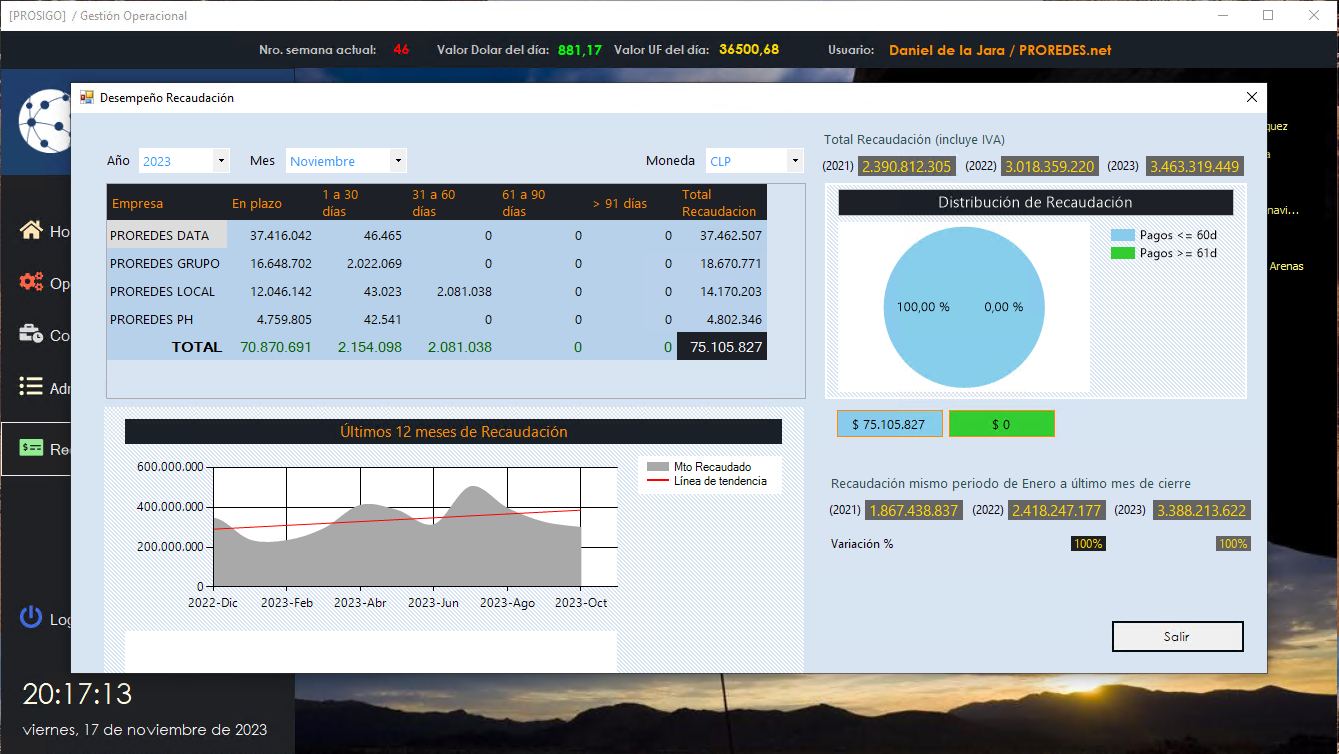 [PROSIGO] / Gestión Operacional
Nro. semana actual: 46 Valor Dolar del día: 881,17 Valor UF del día: 36500,68 Usuario: Daniel de la Jara / PROREDES.net
Desempeño Recaudación
Año 2023 Mes Noviembre Moneda CLP
Empresa En plazo 1 a 30 días 31 a 60 días 61 a 90 días > 91 días Total Recaudacion
PROREDES DATA 37.416.042 46.465 0 0 0 37.462.507
PROREDES GRUPO 16.648.702 2.022.069 0 0 0 18.670.771
PROREDES LOCAL 12.046.142 43.023 2.081.038 0 0 14.170.203
PROREDES PH 4.759.805 42.541 0 0 0 4.802.346
TOTAL 70.870.691 2.154.098 2.081.038 0 0 75.105.827
Total Recaudación (incluye IVA)
(2021) 2.390.812.305 (2022) 3.018.359.220 (2023) 3.463.319.449
Distribución de Recaudación
Pagos <= 60d
Pagos >= 61d
100,00 % 0,00 %
$ 75.105.827 $ 0
Últimos 12 meses de Recaudación
Mto Recaudado
Línea de tendencia
600.000.000
400.000.000
200.000.000
0
2022-Dic 2023-Feb 2023-Abr 2023-Jun 2023-Ago 2023-Oct
Recaudación mismo periodo de Enero a último mes de cierre
(2021) 1.867.438.837 (2022) 2.418.247.177 (2023) 3.388.213.622
Variación % 100% 100%
Salir
Ho
Op
Co
Adr
Re
Log
quez
a
navi...
Arenas
20:17:13
viernes, 17 de noviembre de 2023